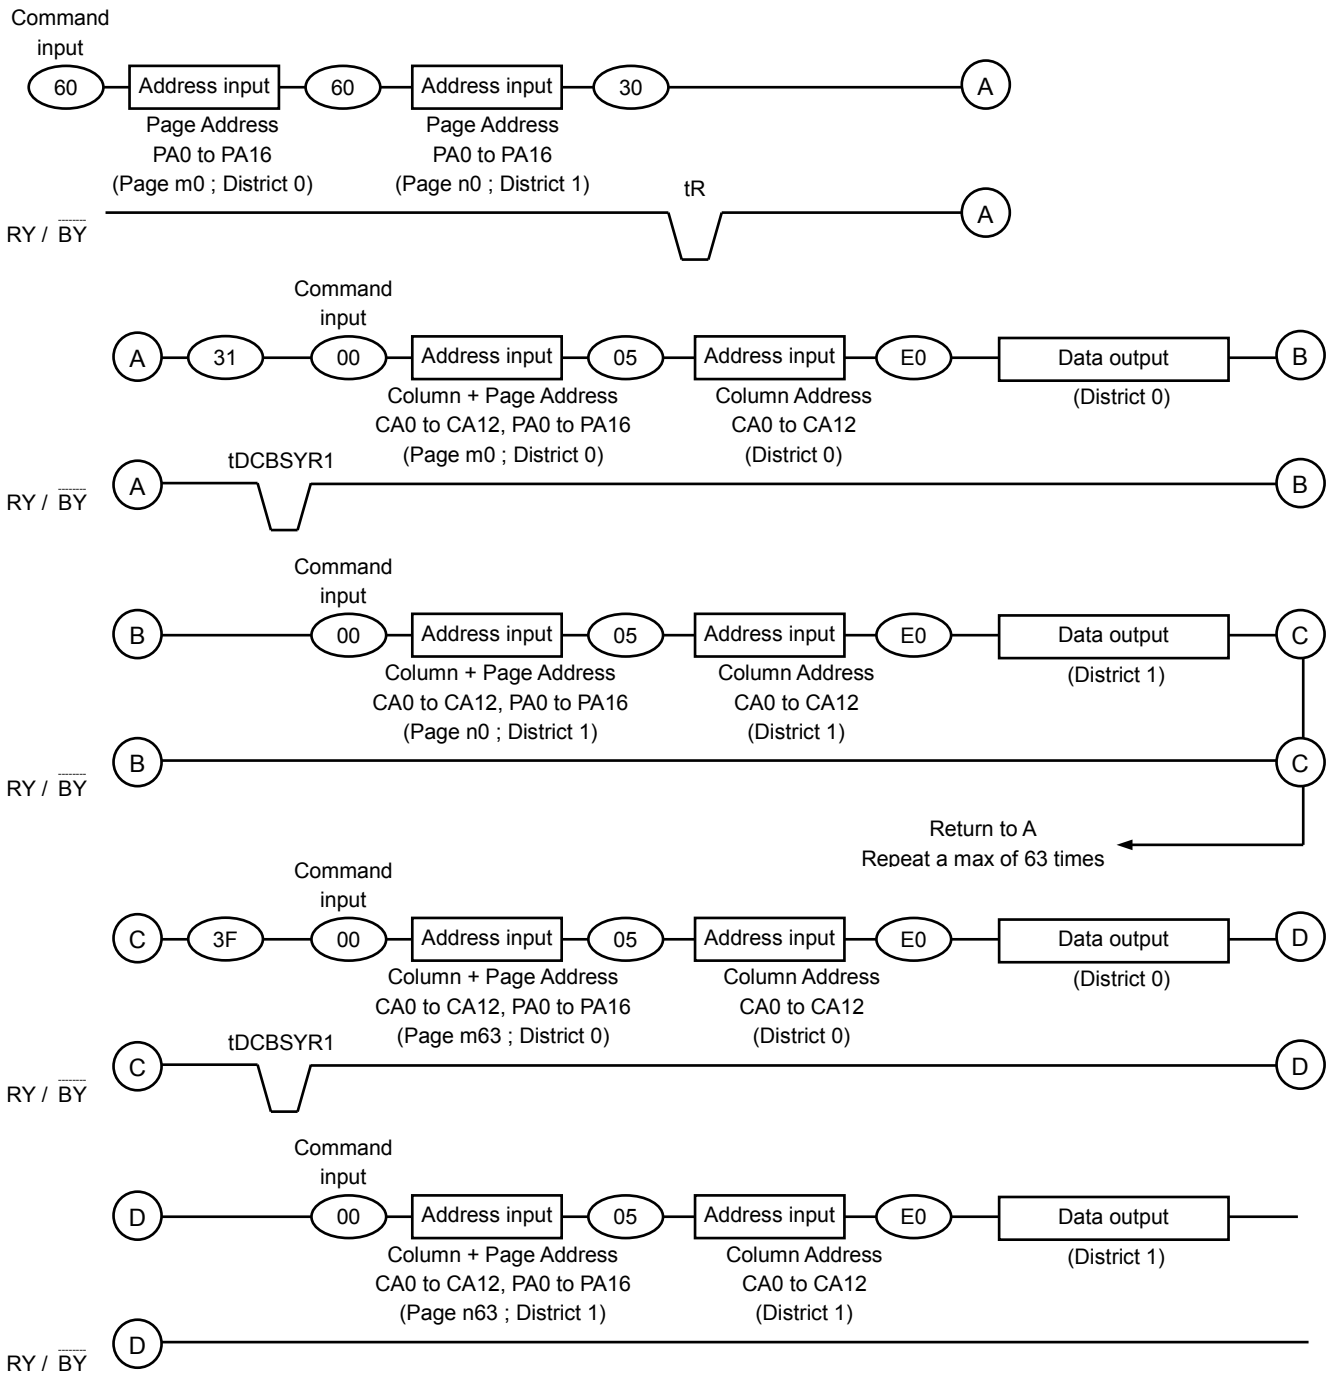 Command
input
60 Address input 60 Address input 30 A
Page Address Page Address
PA0 to PA16 PA0 to PA16
(Page m0 ; District 0) (Page n0 ; District 1)
tR
RY / BY A
Command
input
A 31 00 Address input 05 Address input E0 Data output B
Column + Page Address Column Address (District 0)
CA0 to CA12, PA0 to PA16 CA0 to CA12
(Page m0 ; District 0) (District 0)
tDCBSYR1
RY / BY A B
Command
input
B 00 Address input 05 Address input E0 Data output C
Column + Page Address Column Address (District 1)
CA0 to CA12, PA0 to PA16 CA0 to CA12
(Page n0 ; District 1) (District 1)
RY / BY B C
Return to A
Repeat a max of 63 times
Command
input
C 3F 00 Address input 05 Address input E0 Data output D
Column + Page Address Column Address (District 0)
CA0 to CA12, PA0 to PA16 CA0 to CA12
(Page m63 ; District 0) (District 0)
tDCBSYR1
RY / BY C D
Command
input
D 00 Address input 05 Address input E0 Data output
Column + Page Address Column Address (District 1)
CA0 to CA12, PA0 to PA16 CA0 to CA12
(Page n63 ; District 1) (District 1)
RY / BY D